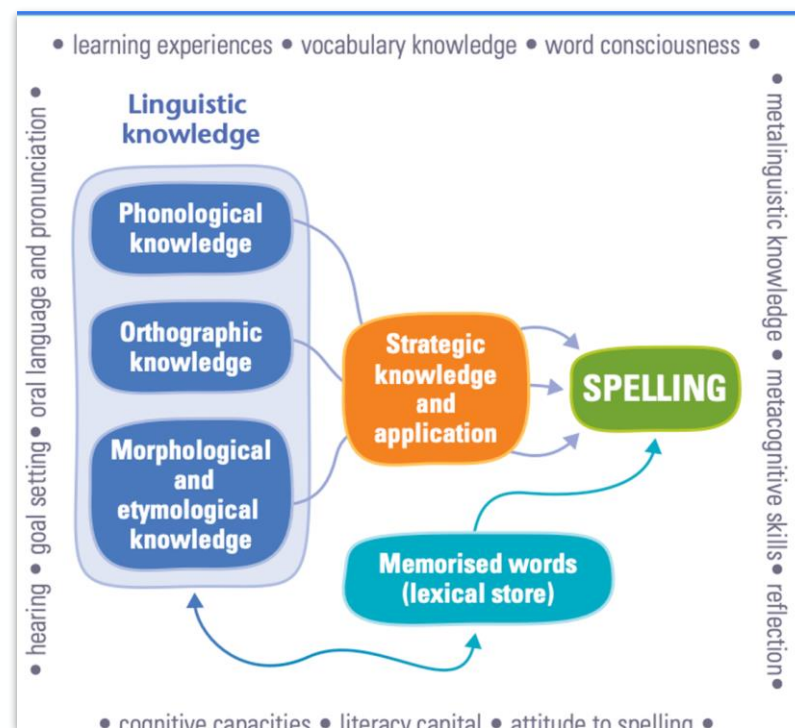 • learning experiences • vocabulary knowledge • word consciousness •
Linguistic
knowledge
Phonological
knowledge
Orthographic
knowledge
Morphological
and
etymological
knowledge
Strategic
knowledge
and
application
SPELLING
Memorised words
(lexical store)
• hearing • goal setting • oral language and pronunciation •
• metalinguistic knowledge • metacognitive skills • reflection •
• cognitive capacities • literacy capital • attitude to spelling •